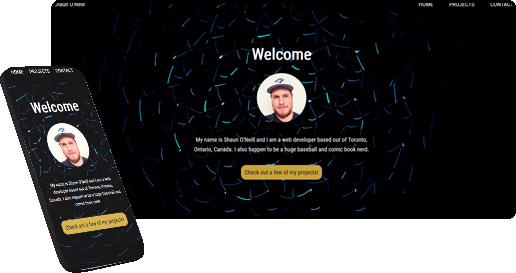 Shaun O'Neill
HOME PROJECTS CONTACT
Welcome
My name is Shaun O'Neill and I am a web developer based out of Toronto,
Ontario, Canada. I also happen to be a huge baseball and comic book nerd.
Check out a few of my projects!
HOME PROJECTS CONTACT
Welcome
My name is Shaun O'Neill and I am a web
developer based out of Toronto, Ontario,
Canada. I also happen to be a huge baseball and
comic book nerd.
Check out a few of my projects!